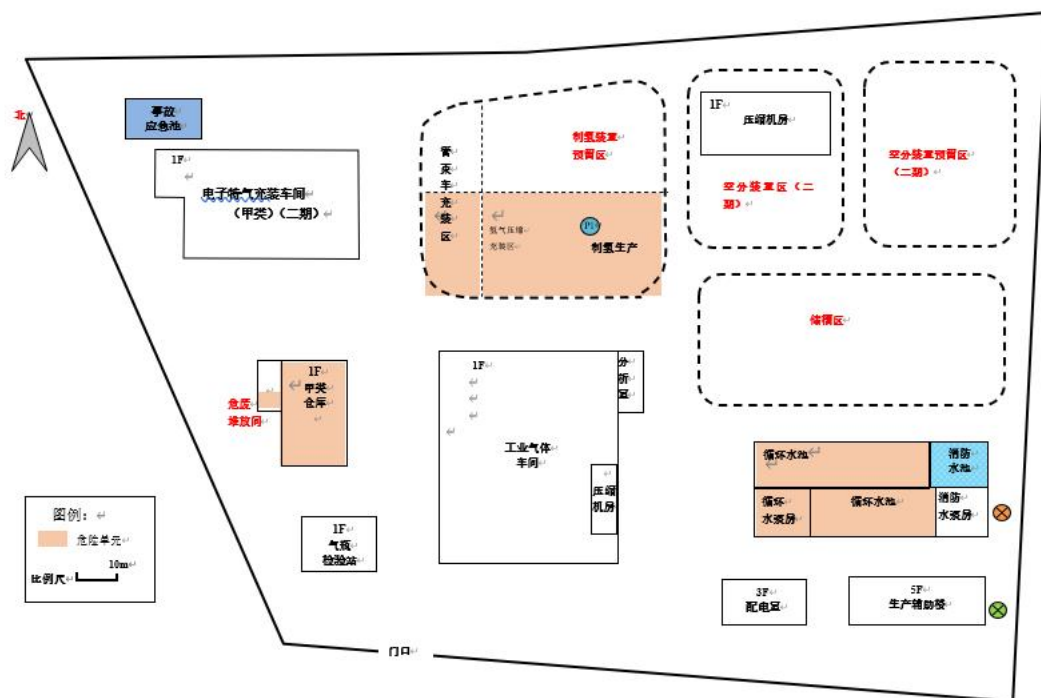 北
事故
应急池
1F
电子特气充装车间
（甲类）（二期）
管
束
车
充
装
区
制氢装置
预留区
氢气压缩
充装区
制氢生产
1F
压缩机房
空分装置区（二
期）
空分装置预留区
（二期）
储罐区
危废
堆放间
1F
甲类
仓库
1F
工业气体
车间
分
析
室
压缩
机房
循环水池
消防
水池
循环
水泵房
循环水池
消防
水泵房
图例：
危险单元
10m
比例尺
1F
气瓶
检验站
3F
配电室
5F
生产辅助楼
门口